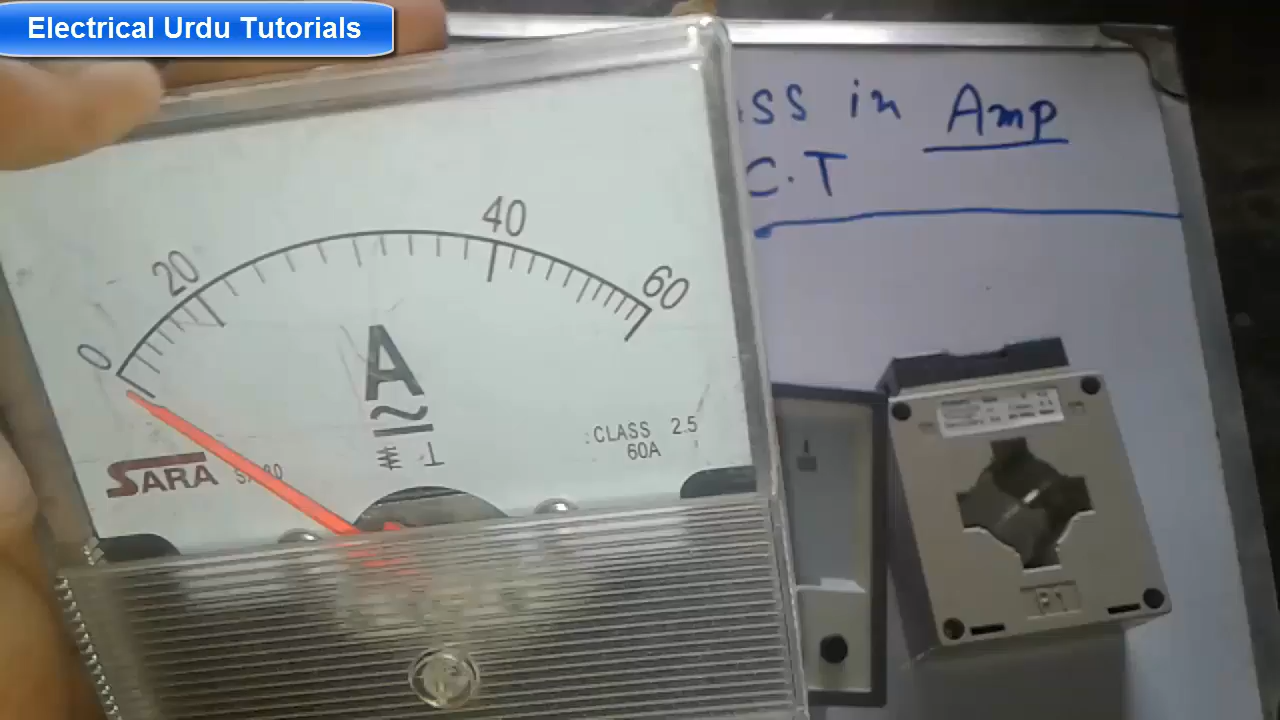 Electrical Urdu Tutorials
ss in Amp
C.T
0
20
40
60
A
SARA
CLASS 2.5
60A
P1